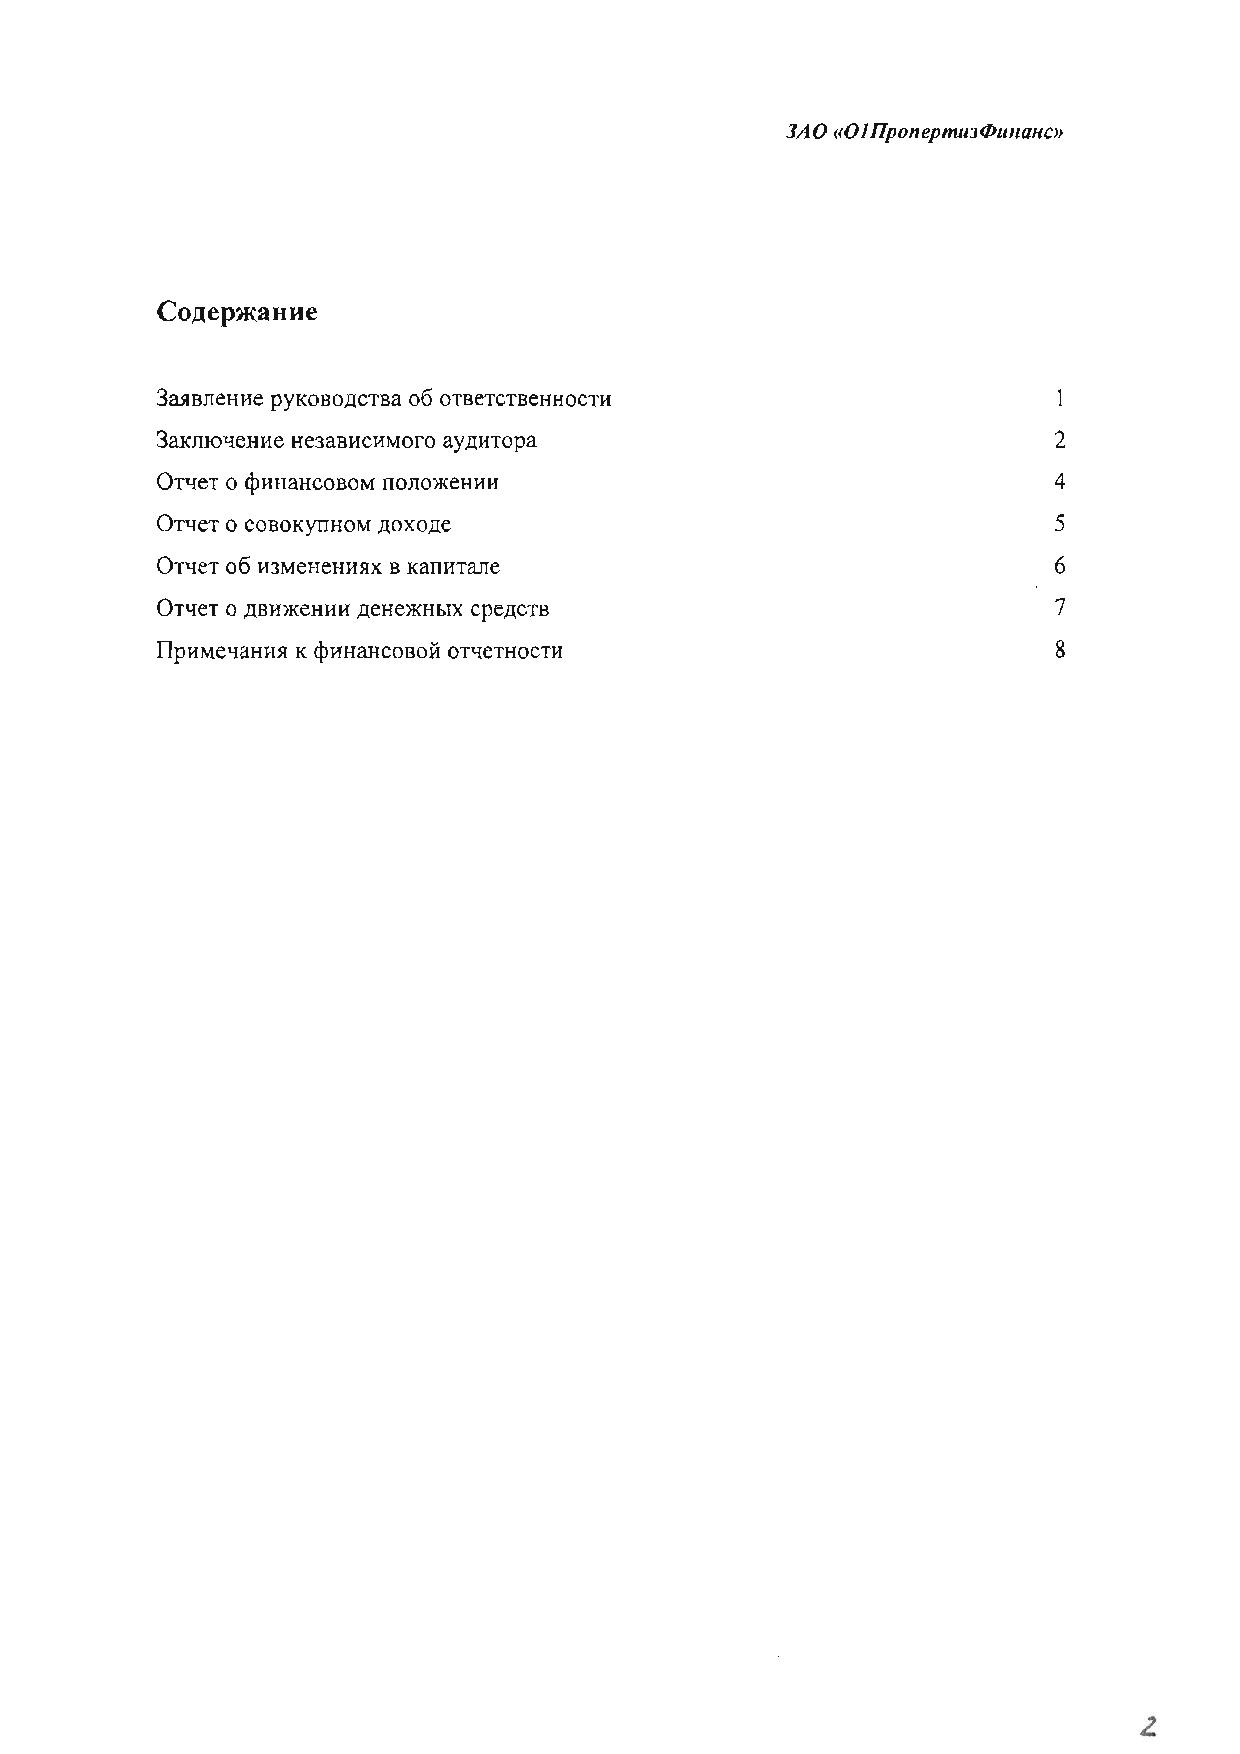 ЗАО «О1ПропертизФинанс»
Содержание
Заявление руководства об ответственности 1
Заключение независимого аудитора 2
Отчет о финансовом положении 4
Отчет о совокупном доходе 5
Отчет об изменениях в капитале 6
Отчет о движении денежных средств 7
Примечания к финансовой отчетности 8
2